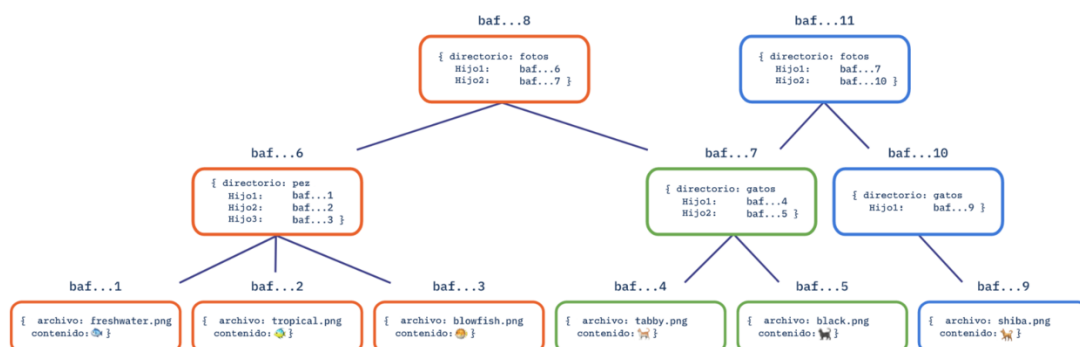 baf...8
{ directorio: fotos
Hijo1: baf...6
Hijo2: baf...7 }
baf...11
{ directorio: fotos
Hijo1: baf...7
Hijo2: baf...10 }
baf...6
{ directorio: pez
Hijo1: baf...1
Hijo2: baf...2
Hijo3: baf...3 }
baf...7
{ directorio: gatos
Hijo1: baf...4
Hijo2: baf...5 }
baf...10
{ directorio: gatos
Hijo1: baf...9 }
baf...1
{ archivo: freshwater.png
contenido: }
baf...2
{ archivo: tropical.png
contenido: }
baf...3
{ archivo: blowfish.png
contenido: }
baf...4
{ archivo: tabby.png
contenido: }
baf...5
{ archivo: black.png
contenido: }
baf...9
{ archivo: shiba.png
contenido: }